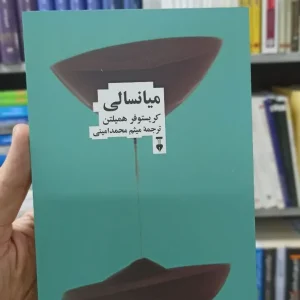 میانسالی
کریستوفر همیلتن
ترجمهٔ میثم محمدامینی